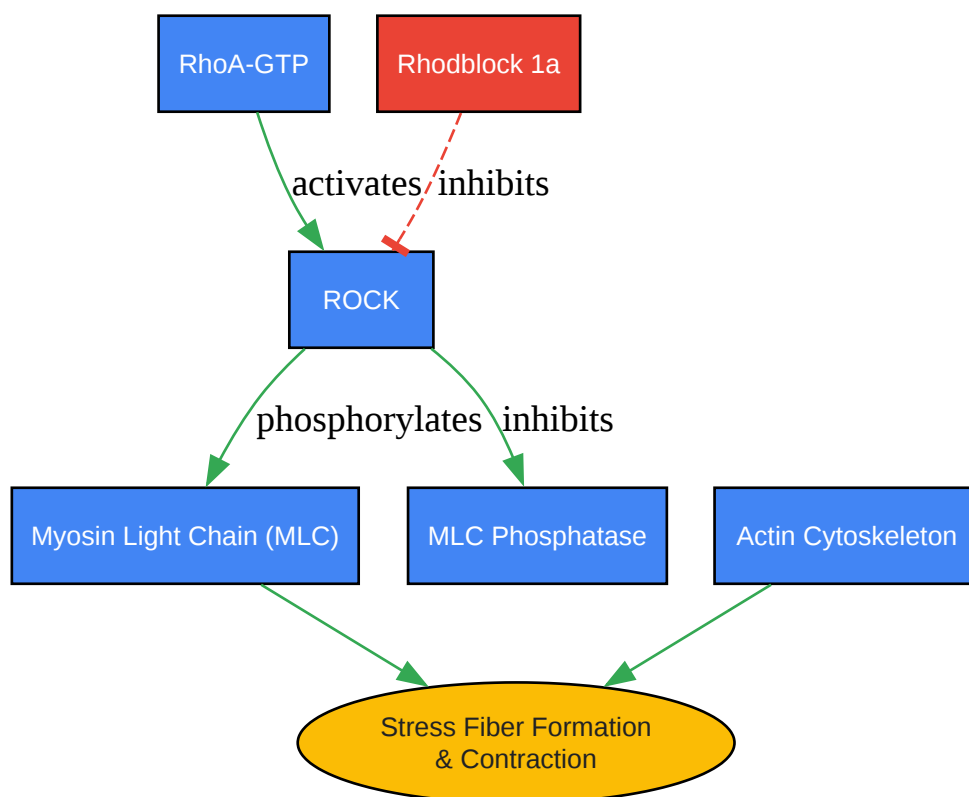 RhoA-GTP
Rhodblock 1a
activates
inhibits
ROCK
phosphorylates
inhibits
Myosin Light Chain (MLC)
MLC Phosphatase
Actin Cytoskeleton
Stress Fiber Formation
& Contraction